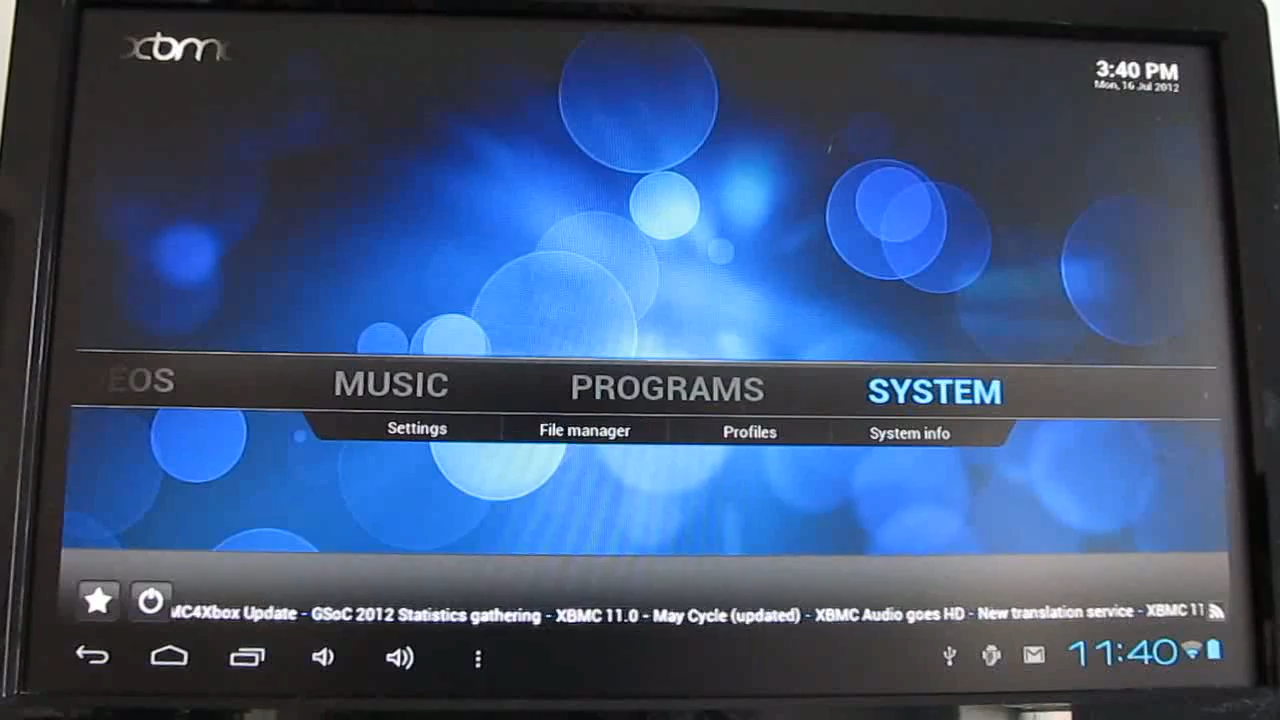 xbmc
3:40 PM
Mon, 16 Jul 2012
EOS MUSIC PROGRAMS SYSTEM
Settings File manager Profiles System info
MC4Xbox Update - GSoC 2012 Statistics gathering - XBMC 11.0 - May Cycle (updated) - XBMC Audio goes HD - New translation service - XBMC 11
11:40